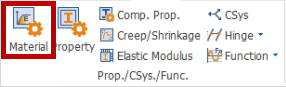 Comp. Prop. CSys
Creep/Shrinkage Hinge
Material Property Elastic Modulus Function
Prop./CSys./Func.